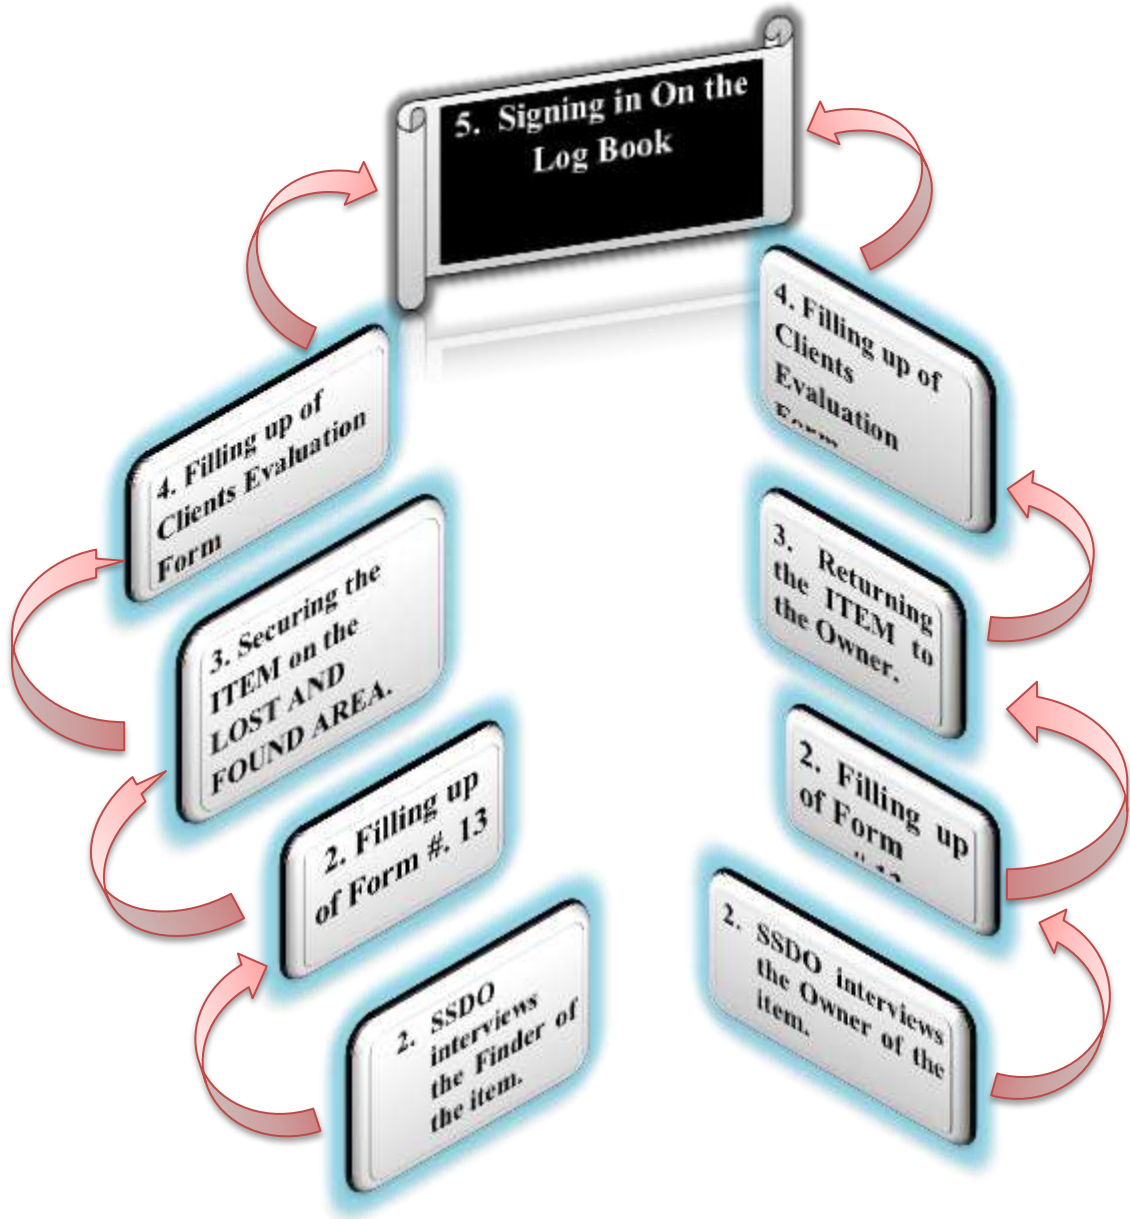 5. Signing in On the
Log Book
4. Filling up of
Clients Evaluation
Form
3. Securing the
ITEM on the
LOST AND
FOUND AREA.
2. Filling up
of Form #. 13
2. SSDO
interviews
the Finder of
the item.
4. Filling up of
Clients
Evaluation
Form
3. Returning
the ITEM to
the Owner.
2. Filling up
of Form
2. SSDO interviews
the Owner of the
item.